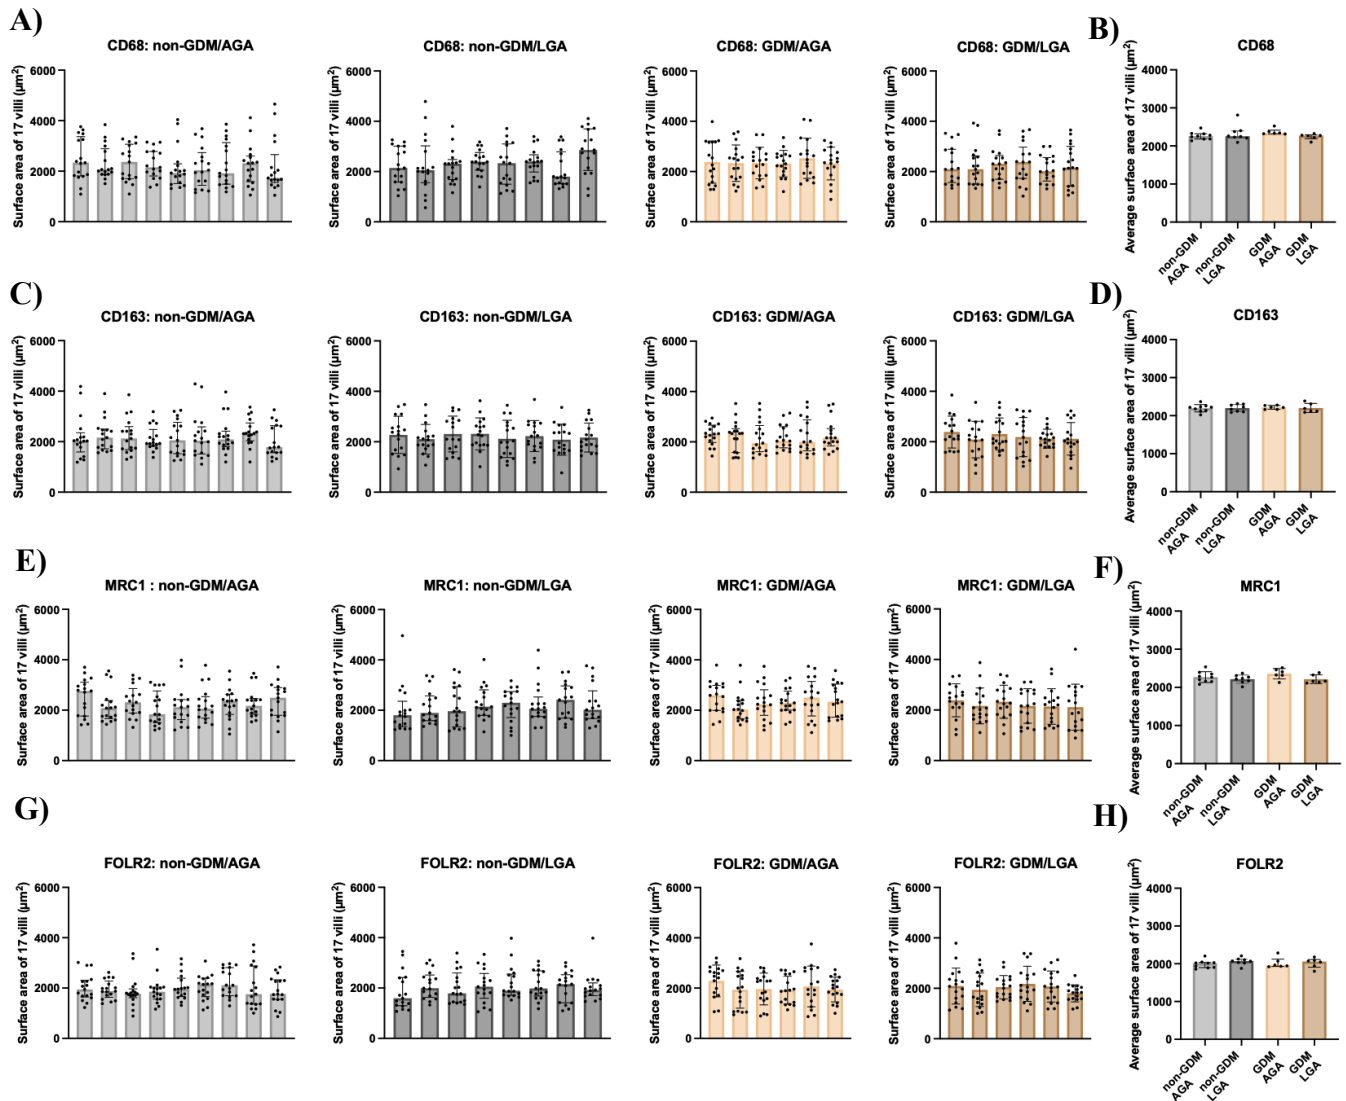 A)
CD68: non-GDM/AGA
Surface area of 17 villi (µm²)
6000
4000
2000
0
CD68: non-GDM/LGA
Surface area of 17 villi (µm²)
6000
4000
2000
0
CD68: GDM/AGA
Surface area of 17 villi (µm²)
6000
4000
2000
0
CD68: GDM/LGA
Surface area of 17 villi (µm²)
6000
4000
2000
0
B)
CD68
Average surface area of 17 villi (µm²)
4000
3000
2000
1000
0
non-GDM
AGA
non-GDM
LGA
GDM
AGA
GDM
LGA
C)
CD163: non-GDM/AGA
Surface area of 17 villi (µm²)
6000
4000
2000
0
CD163: non-GDM/LGA
Surface area of 17 villi (µm²)
6000
4000
2000
0
CD163: GDM/AGA
Surface area of 17 villi (µm²)
6000
4000
2000
0
CD163: GDM/LGA
Surface area of 17 villi (µm²)
6000
4000
2000
0
D)
CD163
Average surface area of 17 villi (µm²)
4000
3000
2000
1000
0
non-GDM
AGA
non-GDM
LGA
GDM
AGA
GDM
LGA
E)
MRC1 : non-GDM/AGA
Surface area of 17 villi (µm²)
6000
4000
2000
0
MRC1: non-GDM/LGA
Surface area of 17 villi (µm²)
6000
4000
2000
0
MRC1: GDM/AGA
Surface area of 17 villi (µm²)
6000
4000
2000
0
MRC1: GDM/LGA
Surface area of 17 villi (µm²)
6000
4000
2000
0
F)
MRC1
Average surface area of 17 villi (µm²)
4000
3000
2000
1000
0
non-GDM
AGA
non-GDM
LGA
GDM
AGA
GDM
LGA
G)
FOLR2: non-GDM/AGA
Surface area of 17 villi (µm²)
6000
4000
2000
0
FOLR2: non-GDM/LGA
Surface area of 17 villi (µm²)
6000
4000
2000
0
FOLR2: GDM/AGA
Surface area of 17 villi (µm²)
6000
4000
2000
0
FOLR2: GDM/LGA
Surface area of 17 villi (µm²)
6000
4000
2000
0
H)
FOLR2
Average surface area of 17 villi (µm²)
4000
3000
2000
1000
0
non-GDM
AGA
non-GDM
LGA
GDM
AGA
GDM
LGA